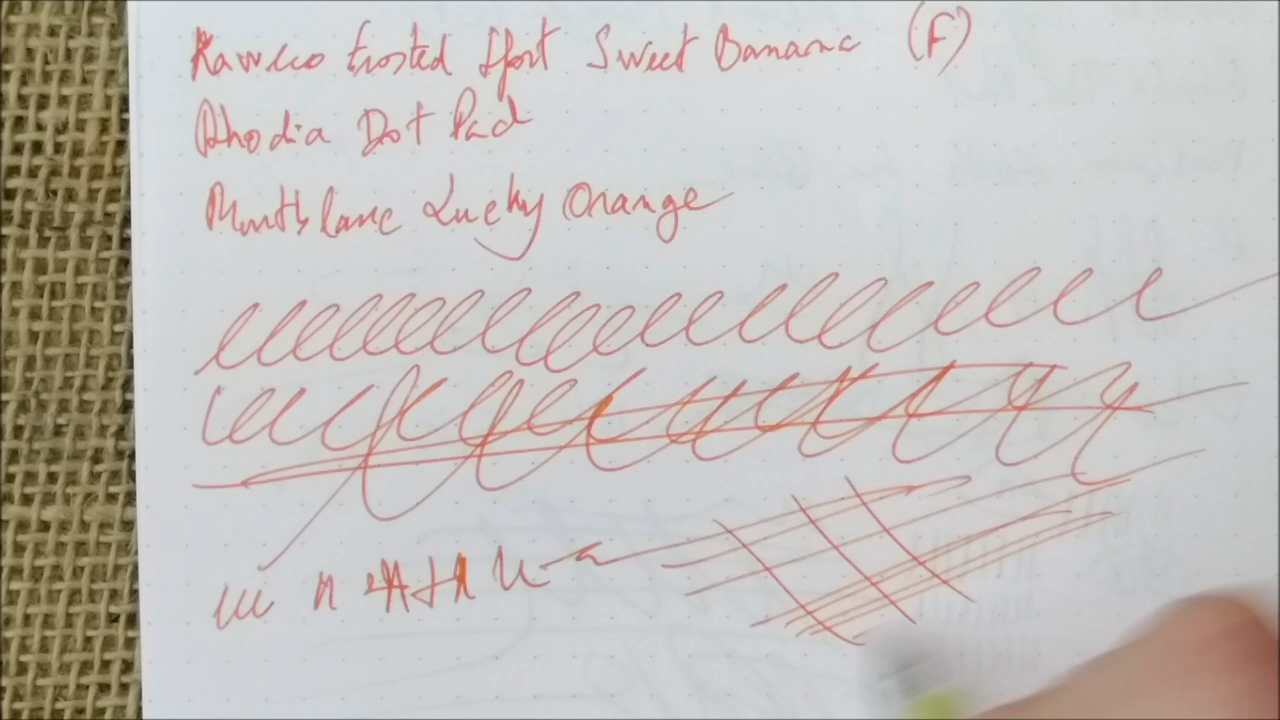 Kaweco Frosted Sport Sweet Banana (F)
Rhodia Dot Pad
Montblanc Lucky Orange